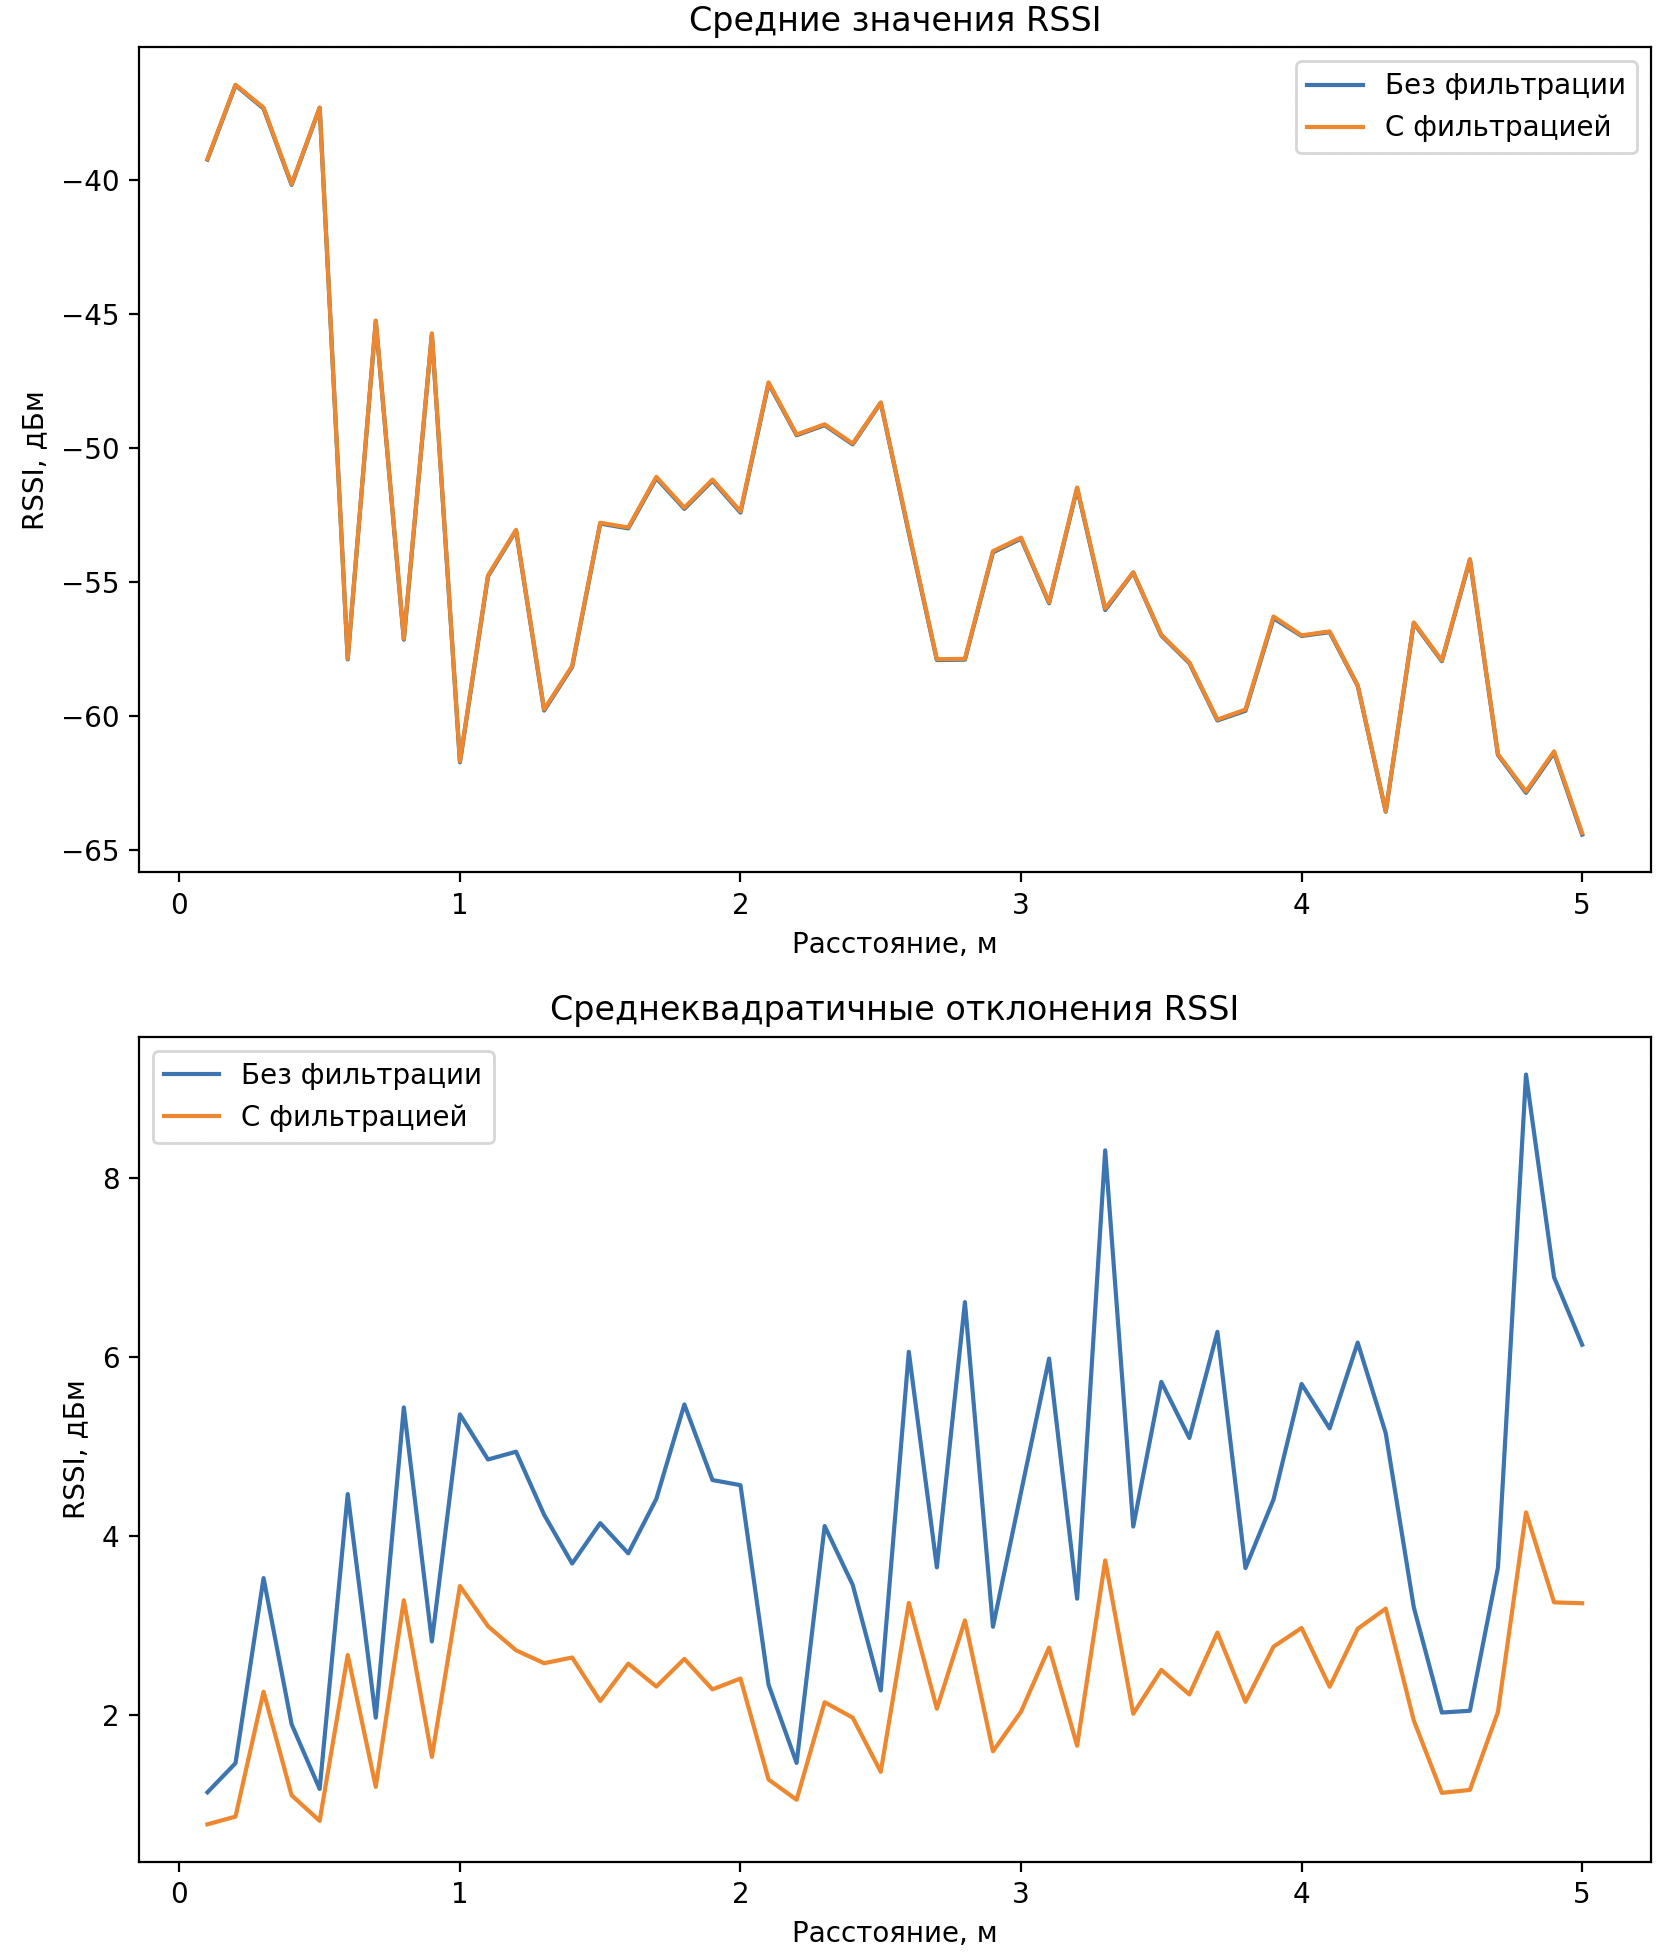 Средние значения RSSI
Без фильтрации
С фильтрацией
−40
−45
−50
−55
−60
−65
RSSI, дБм
0 1 2 3 4 5
Расстояние, м
Среднеквадратичные отклонения RSSI
Без фильтрации
С фильтрацией
8
6
4
2
RSSI, дБм
0 1 2 3 4 5
Расстояние, м